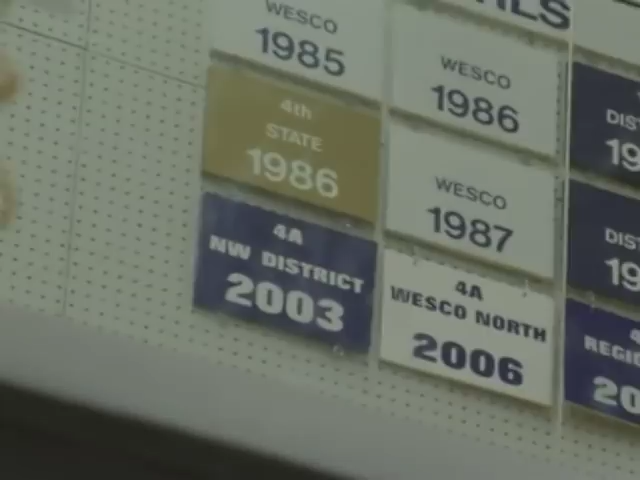 WESCO
1985
4th
STATE
1986
4A
NW DISTRICT
2003
WESCO
1986
WESCO
1987
4A
WESCO NORTH
2006